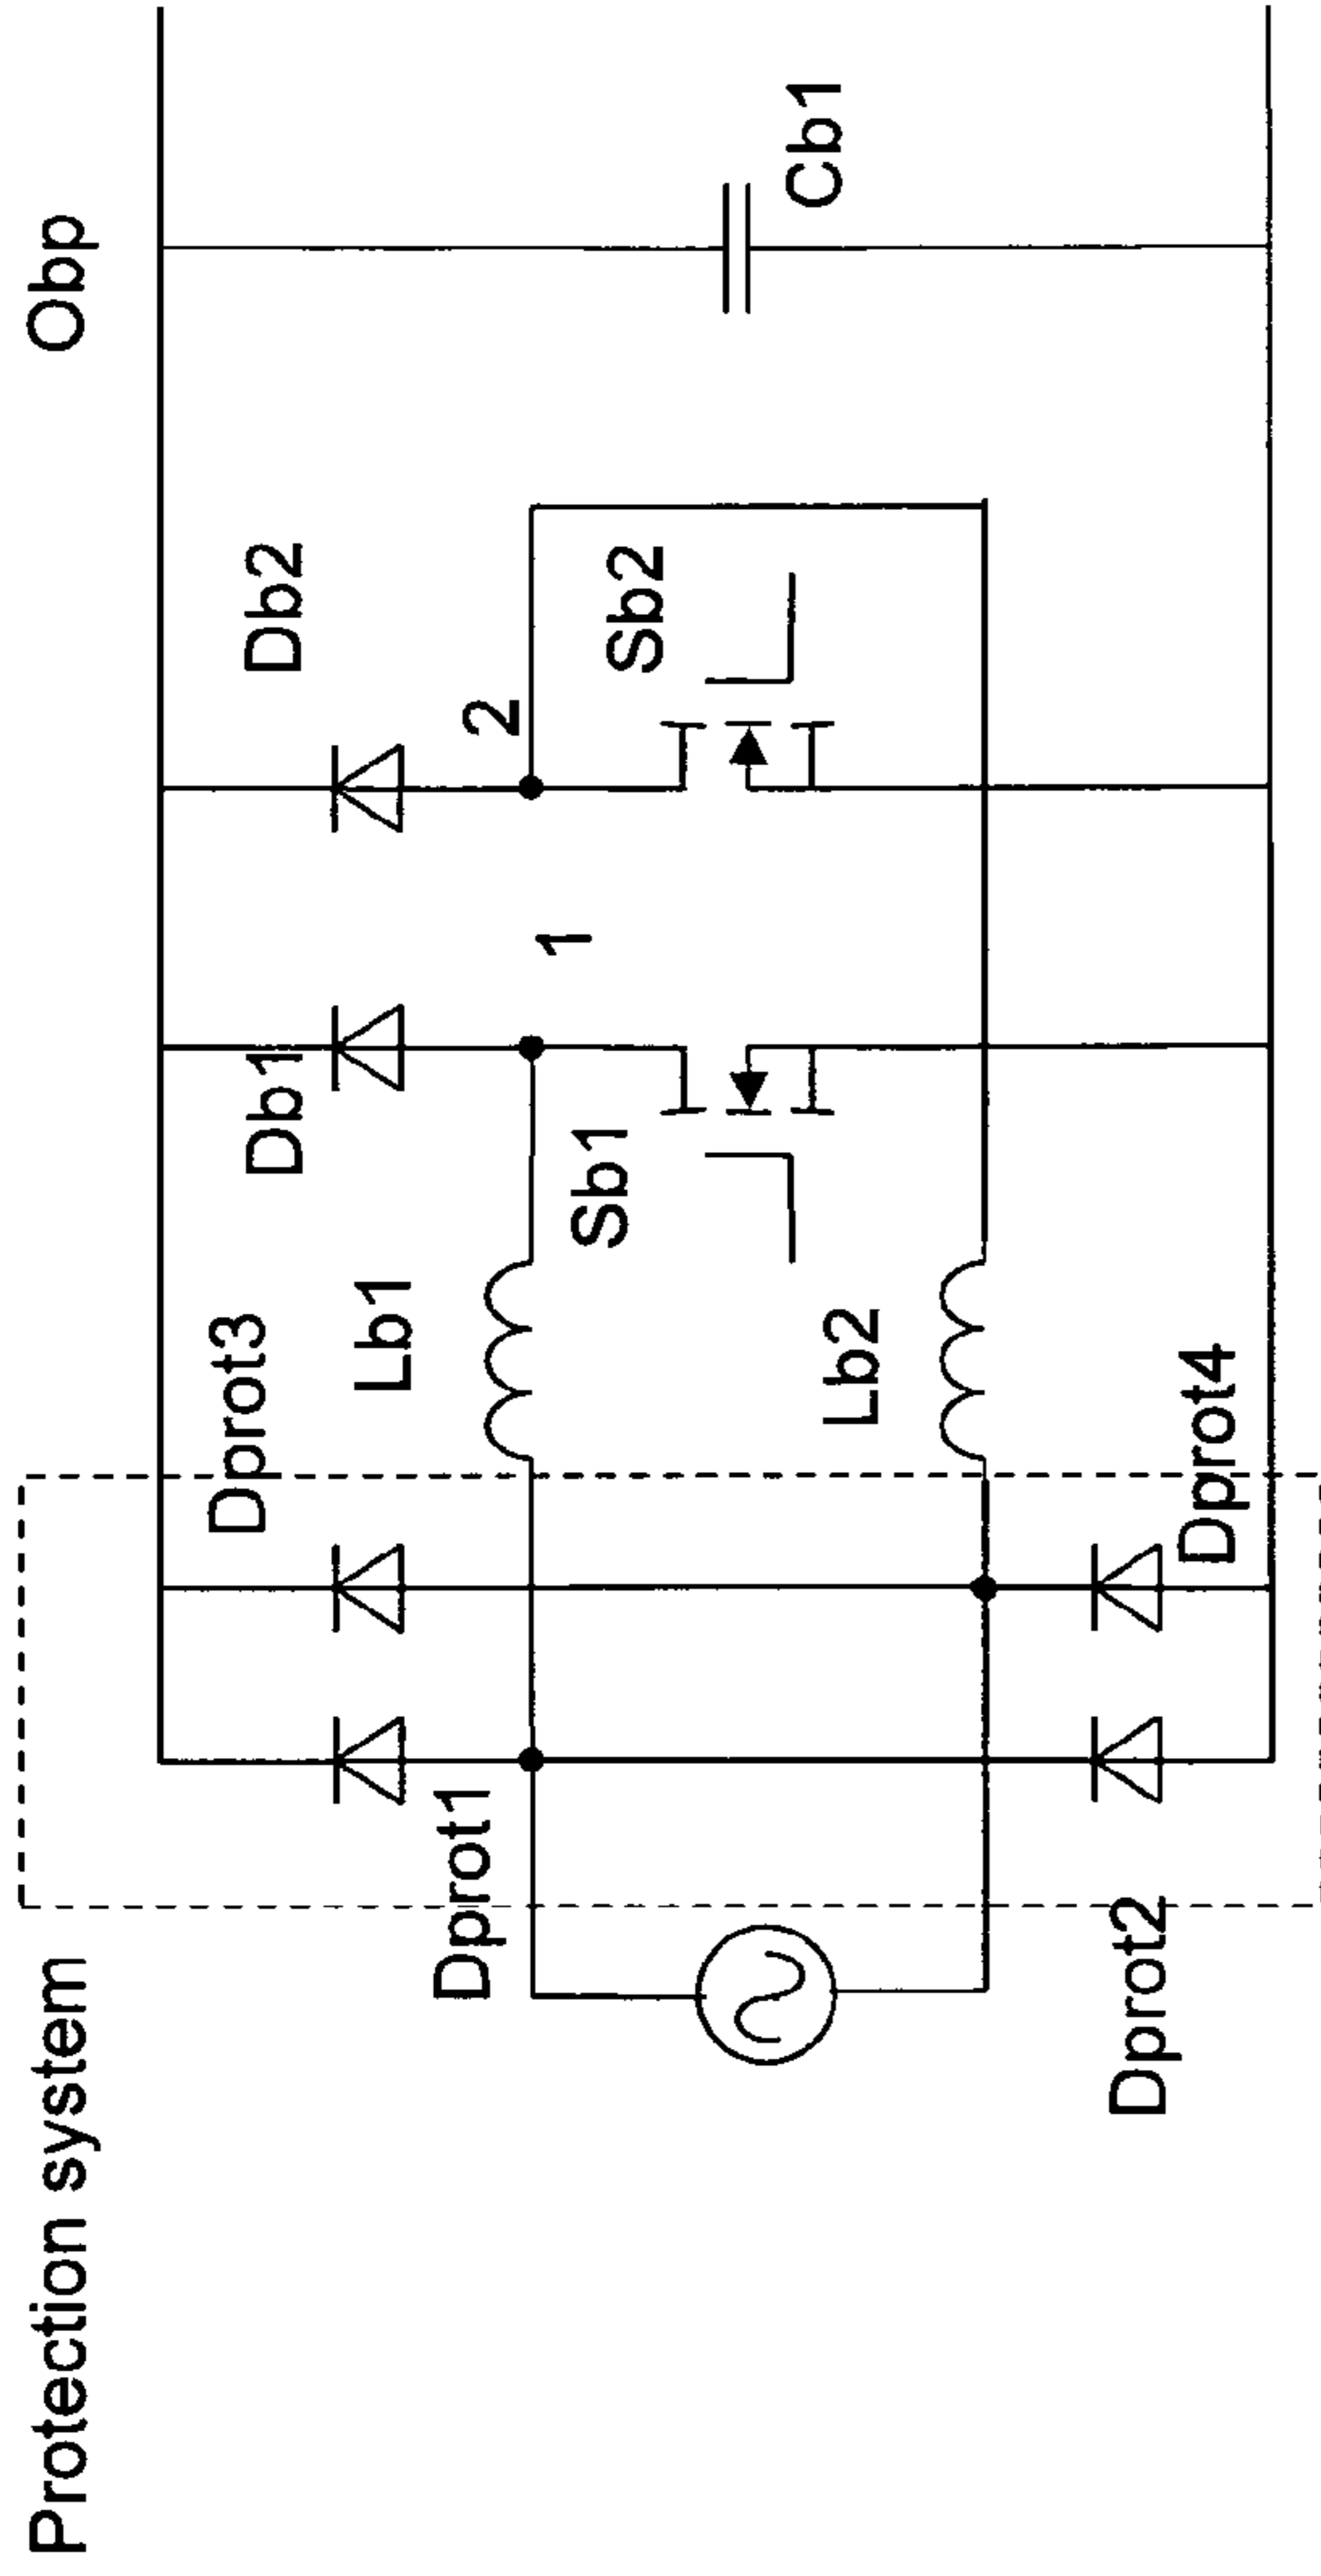 Protection system
Obp
Db2
Db1
Dprot3
Dprot1
Lb1
1
2
Sb1
Sb2
Cb1
Lb2
Dprot4
Dprot2